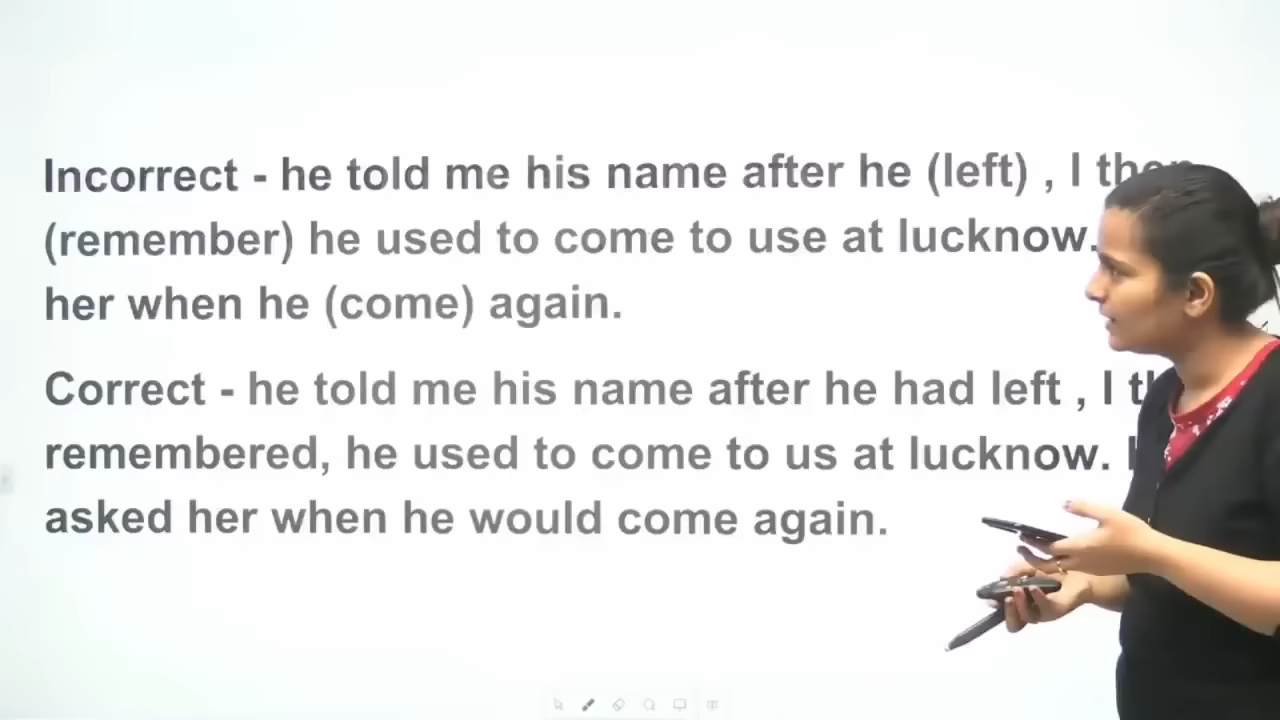 Incorrect - he told me his name after he (left) , I then
(remember) he used to come to use at lucknow.
her when he (come) again.
Correct - he told me his name after he had left , I
remembered, he used to come to us at lucknow.
asked her when he would come again.